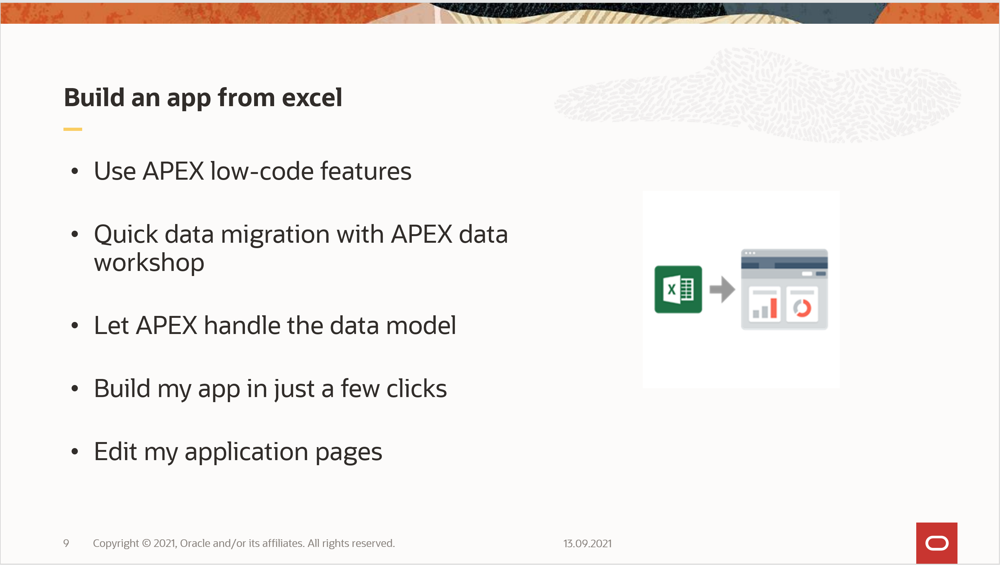 Build an app from excel
• Use APEX low-code features
• Quick data migration with APEX data
workshop
• Let APEX handle the data model
• Build my app in just a few clicks
• Edit my application pages
X
9 Copyright © 2021, Oracle and/or its affiliates. All rights reserved. 13.09.2021